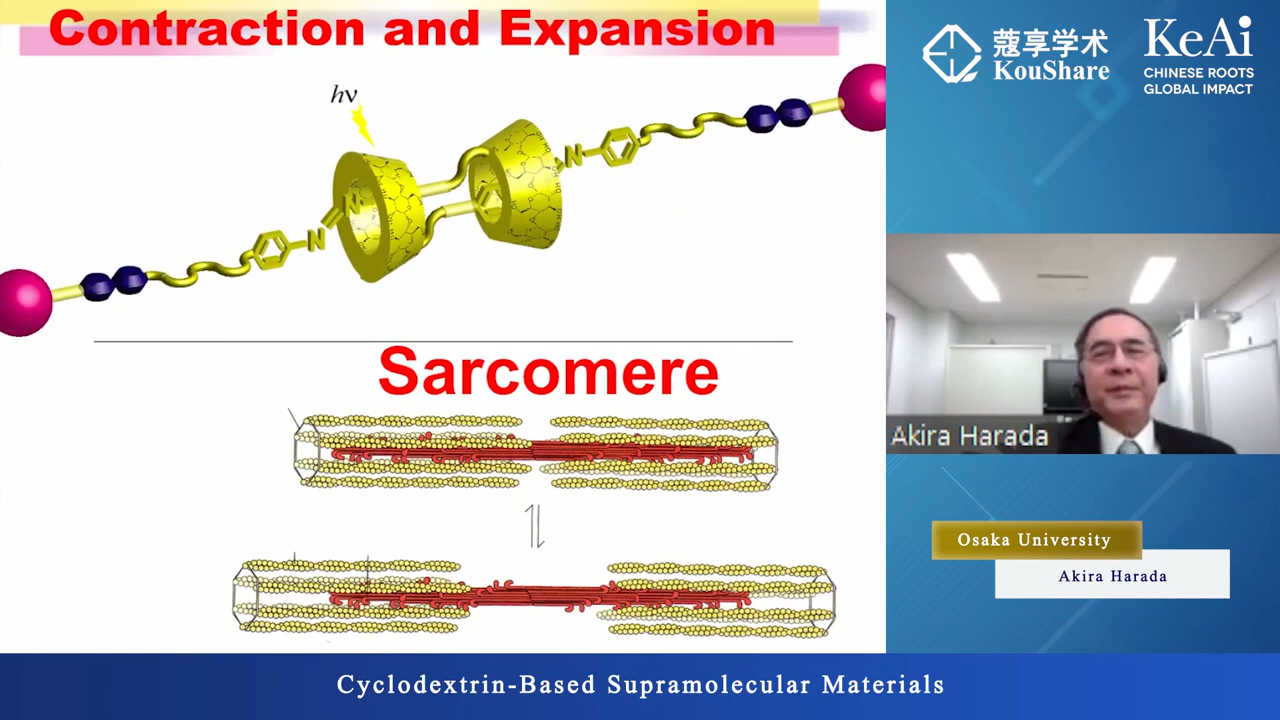 Contraction and Expansion
hν
N
N
N
Sarcomere
蔻享学术
KouShare
KeAi
CHINESE ROOTS
GLOBAL IMPACT
Akira Harada
Osaka University
Akira Harada
Cyclodextrin-Based Supramolecular Materials